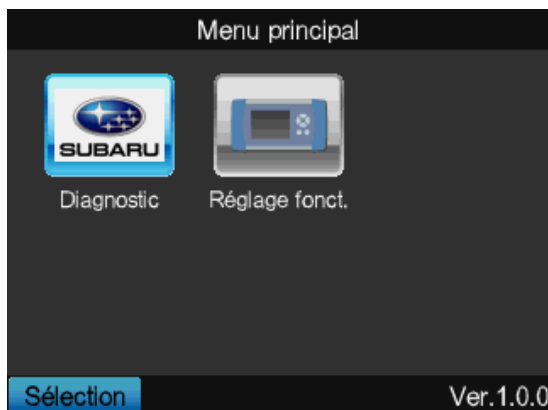 Menu principal
SUBARU
Diagnostic
Réglage fonct.
Sélection
Ver.1.0.0